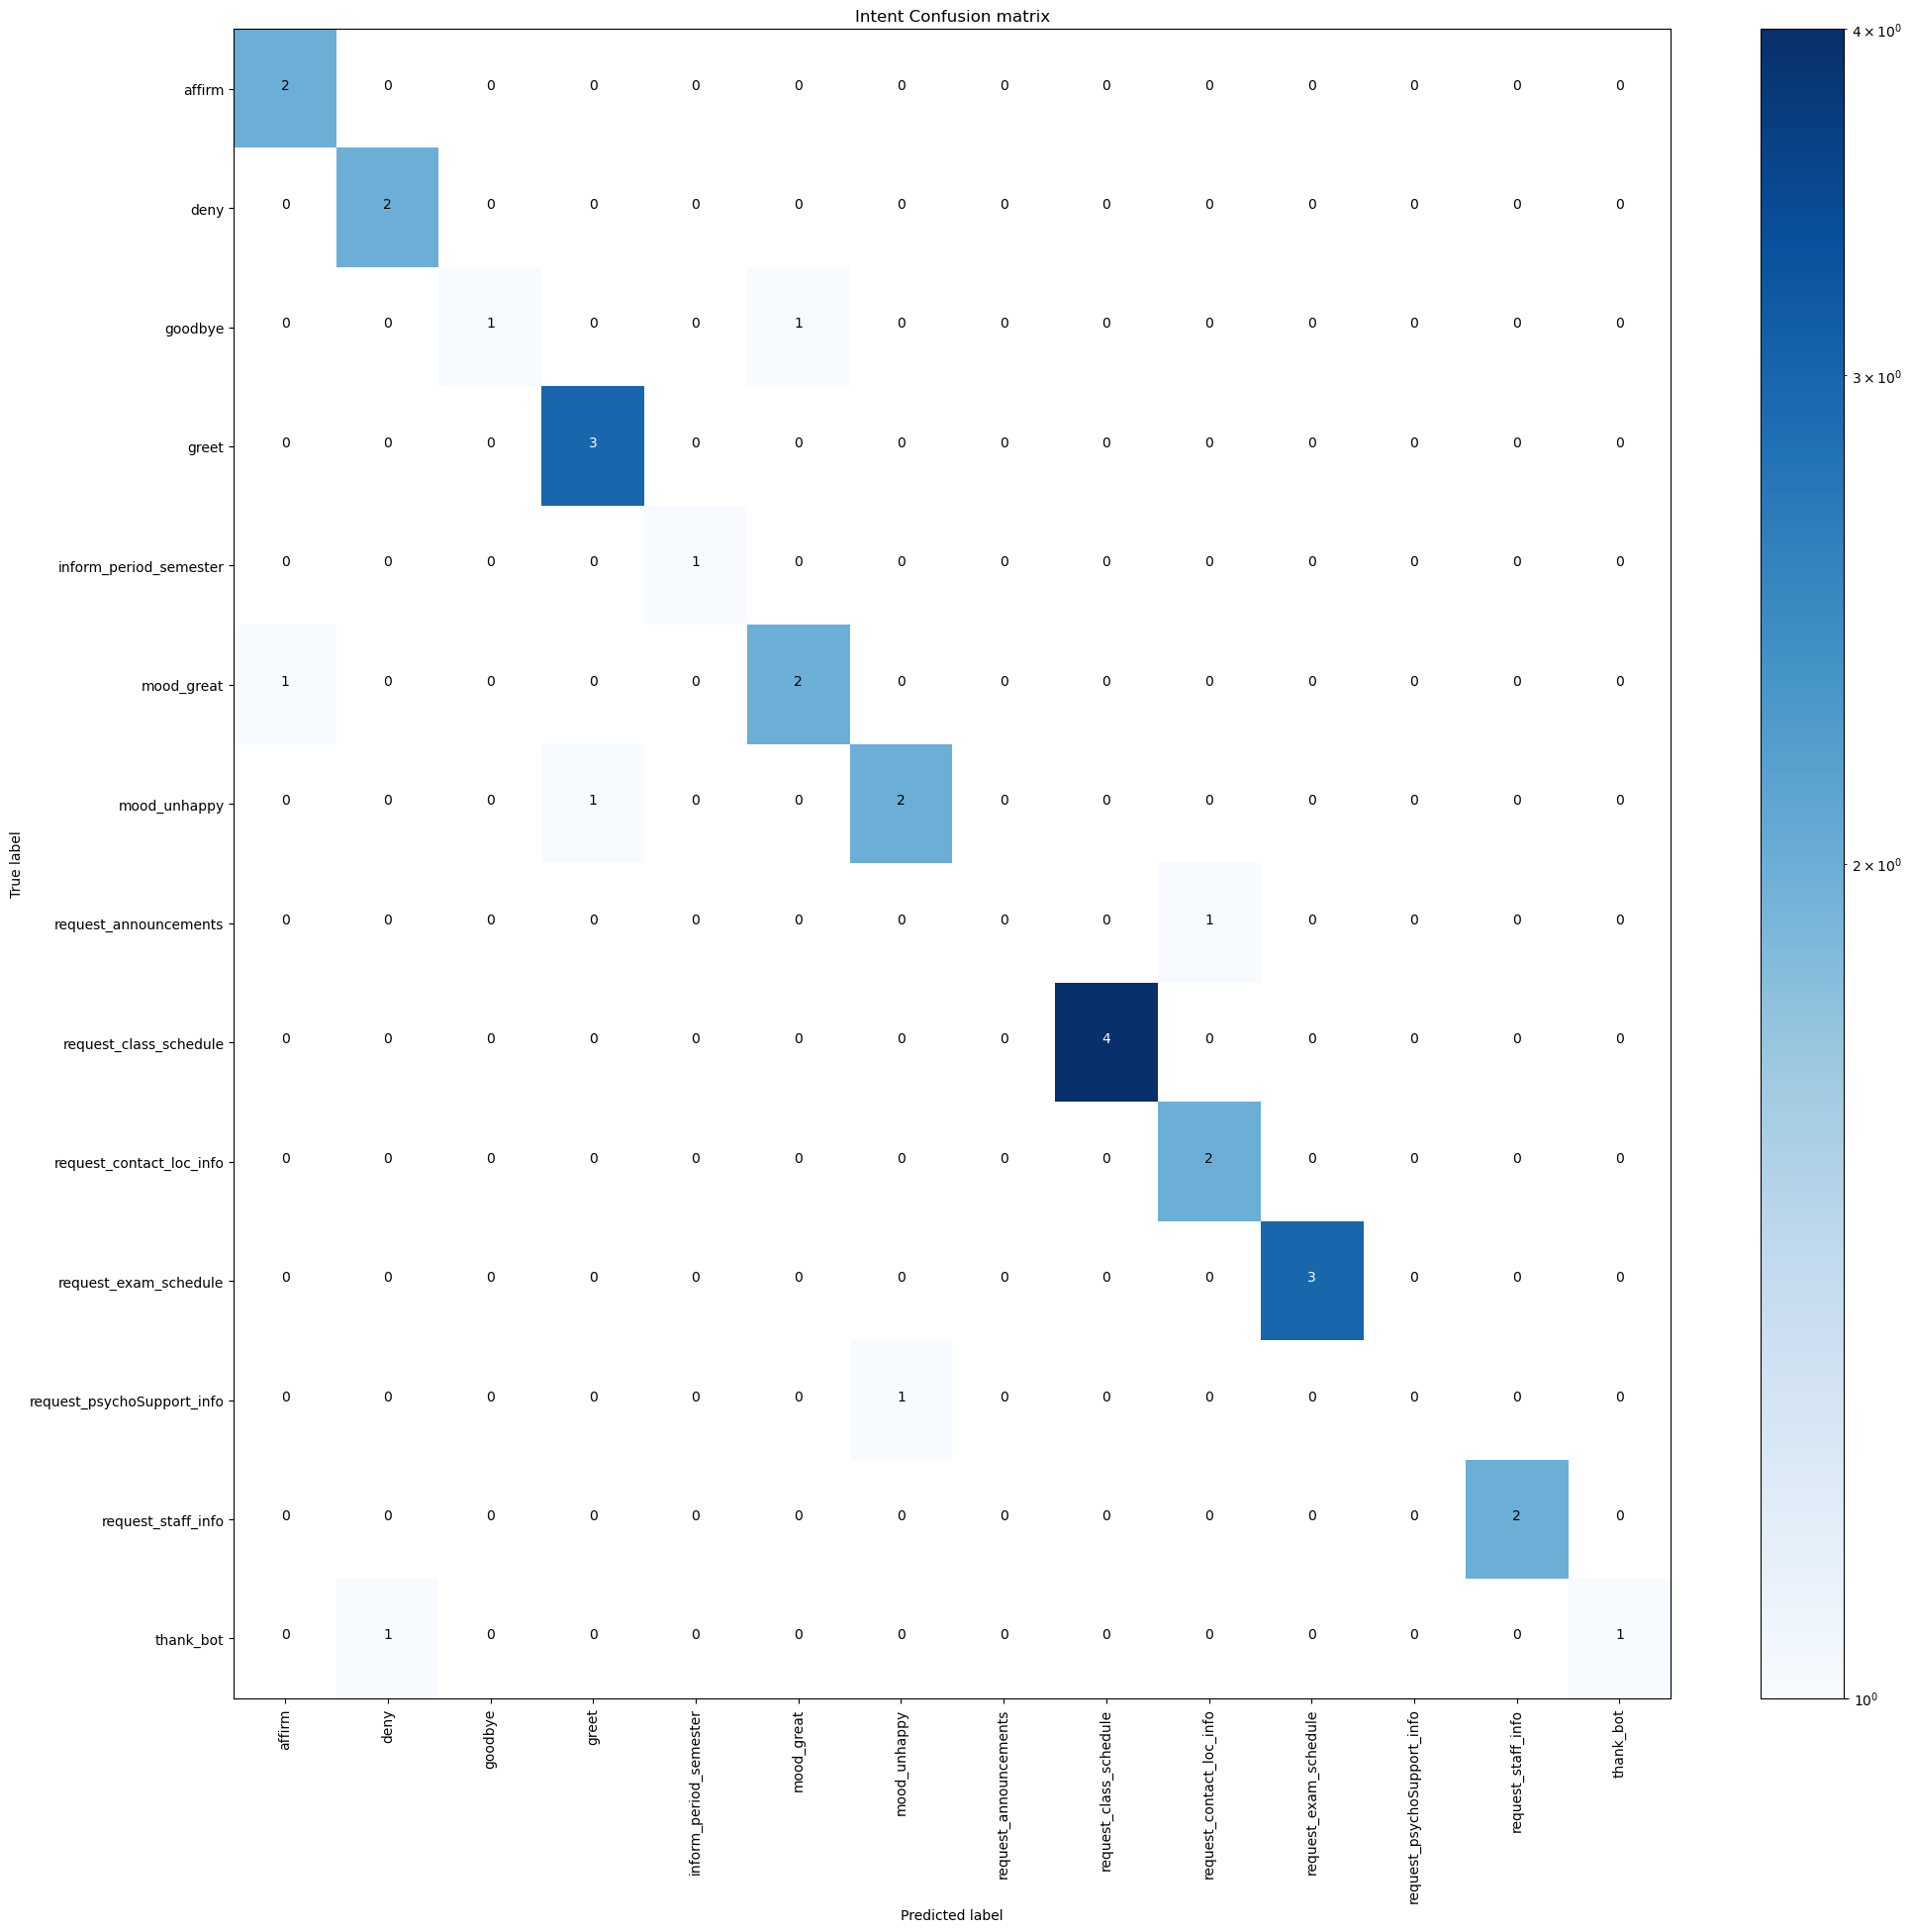 Intent Confusion matrix
affirm 2 0 0 0 0 0 0 0 0 0 0 0 0 0
deny 0 2 0 0 0 0 0 0 0 0 0 0 0 0
goodbye 0 0 1 0 0 1 0 0 0 0 0 0 0 0
greet 0 0 0 3 0 0 0 0 0 0 0 0 0 0
inform_period_semester 0 0 0 0 1 0 0 0 0 0 0 0 0 0
mood_great 1 0 0 0 0 2 0 0 0 0 0 0 0 0
mood_unhappy 0 0 0 1 0 0 2 0 0 0 0 0 0 0
request_announcements 0 0 0 0 0 0 0 0 0 1 0 0 0 0
request_class_schedule 0 0 0 0 0 0 0 0 4 0 0 0 0 0
request_contact_loc_info 0 0 0 0 0 0 0 0 0 2 0 0 0 0
request_exam_schedule 0 0 0 0 0 0 0 0 0 0 3 0 0 0
request_psychoSupport_info 0 0 0 0 0 0 1 0 0 0 0 0 0 0
request_staff_info 0 0 0 0 0 0 0 0 0 0 0 0 2 0
thank_bot 0 1 0 0 0 0 0 0 0 0 0 0 0 1
True label
affirm
deny
goodbye
greet
inform_period_semester
mood_great
mood_unhappy
request_announcements
request_class_schedule
request_contact_loc_info
request_exam_schedule
request_psychoSupport_info
request_staff_info
thank_bot
Predicted label
4 × 10⁰
3 × 10⁰
2 × 10⁰
10⁰